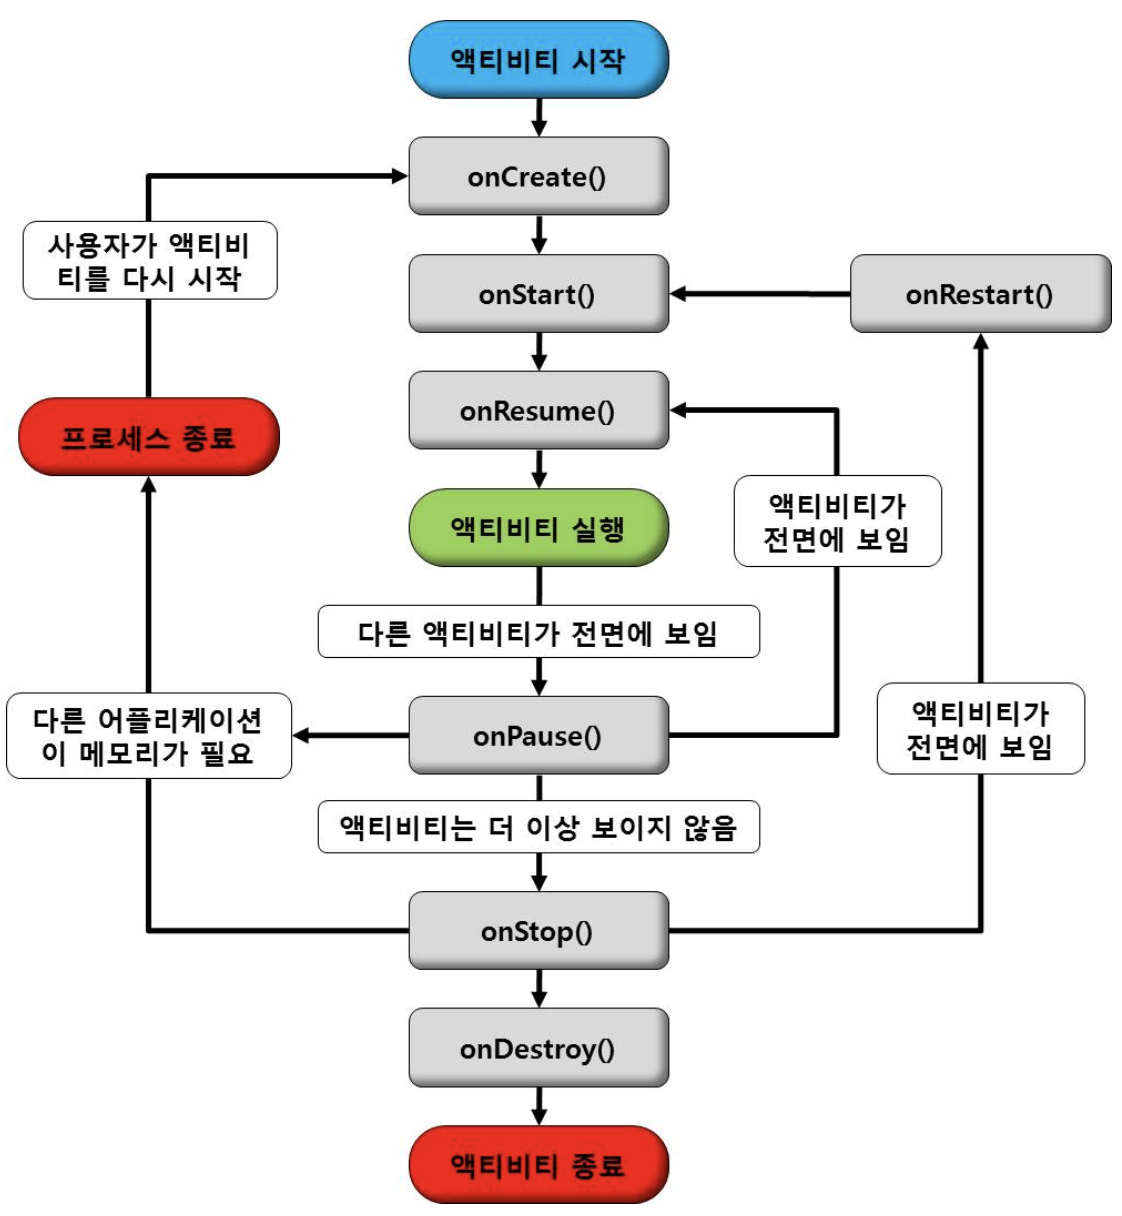 액티비티 시작
onCreate()
사용자가 액티비
티를 다시 시작
onStart()
onRestart()
onResume()
프로세스 종료
액티비티가
전면에 보임
액티비티 실행
다른 액티비티가 전면에 보임
다른 어플리케이션
이 메모리가 필요
onPause()
액티비티가
전면에 보임
액티비티는 더 이상 보이지 않음
onStop()
onDestroy()
액티비티 종료